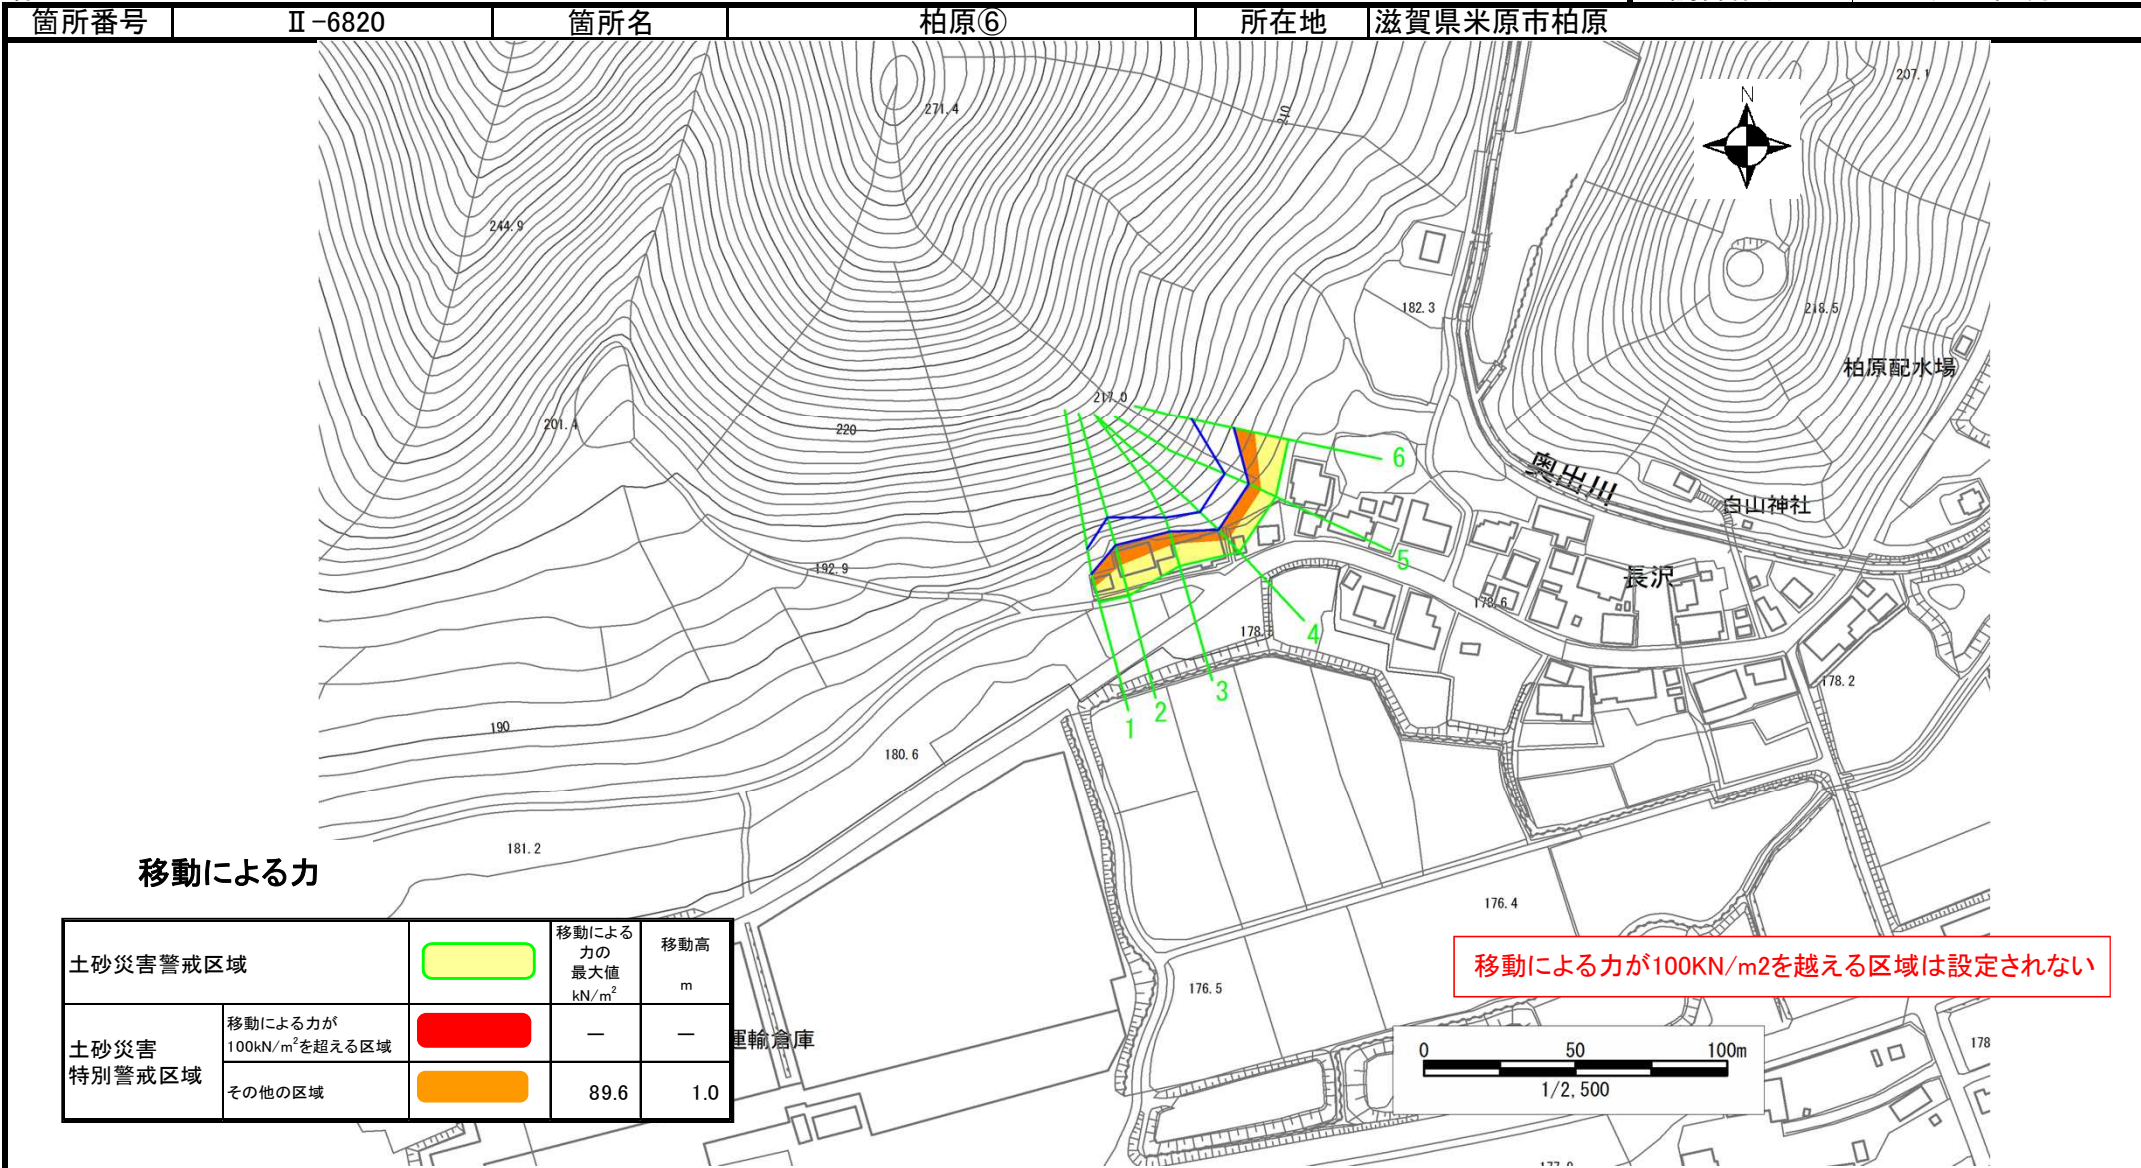 箇所番号 Ⅱ-6820 箇所名 柏原⑥ 所在地 滋賀県米原市柏原
N
207.1
271.4
210
244.9
182.3
218.5
柏原配水場
217.0
201.4
220
6
奥出川
白山神社
5
192.9
長沢
178.6
4
178.
3
178.2
2
1
190
180.6
181.2
移動による力
176.4
土砂災害警戒区域
移動による
力の
最大値
kN/m²
移動高
m
移動による力が100KN/m2を越える区域は設定されない
176.5
土砂災害
特別警戒区域
移動による力が
100kN/m²を超える区域
－ －
運輸倉庫
178
その他の区域
89.6 1.0
0 50 100m
1/2,500